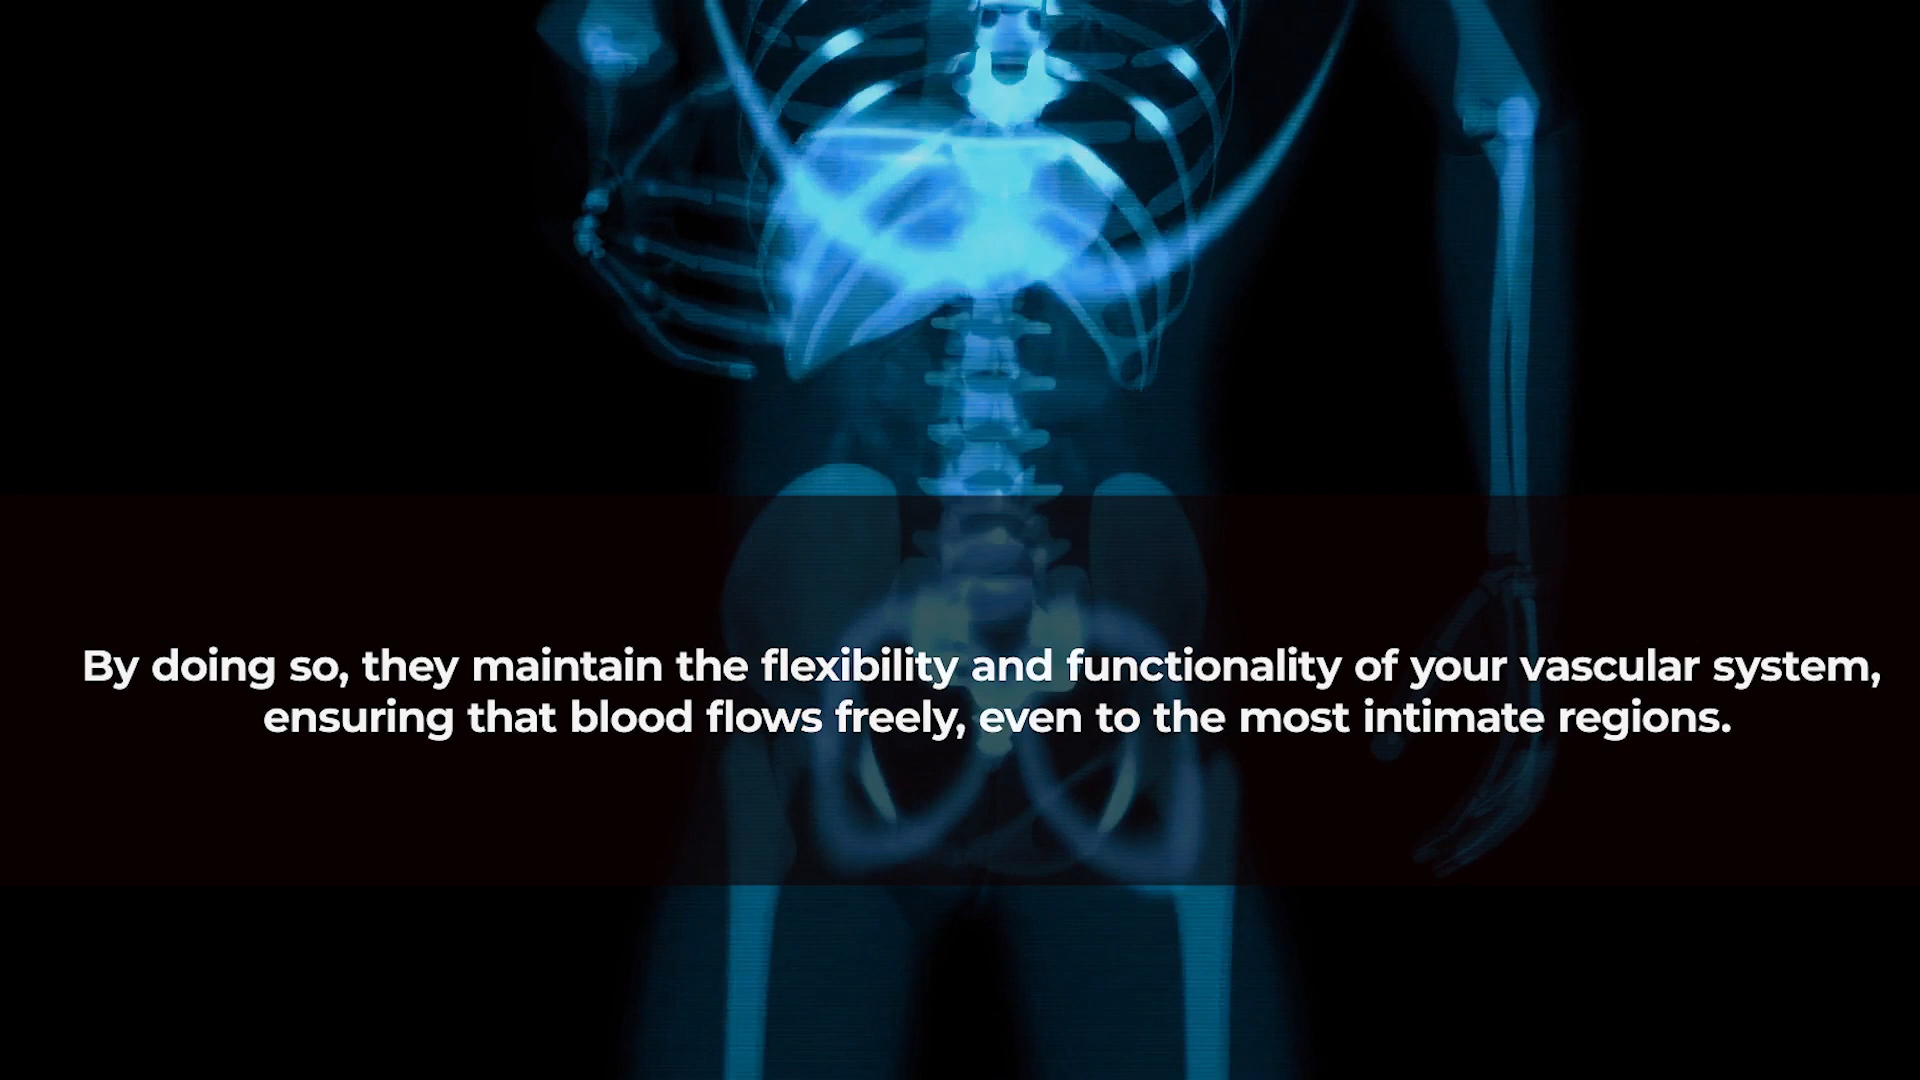 By doing so, they maintain the flexibility and functionality of your vascular system,
ensuring that blood flows freely, even to the most intimate regions.